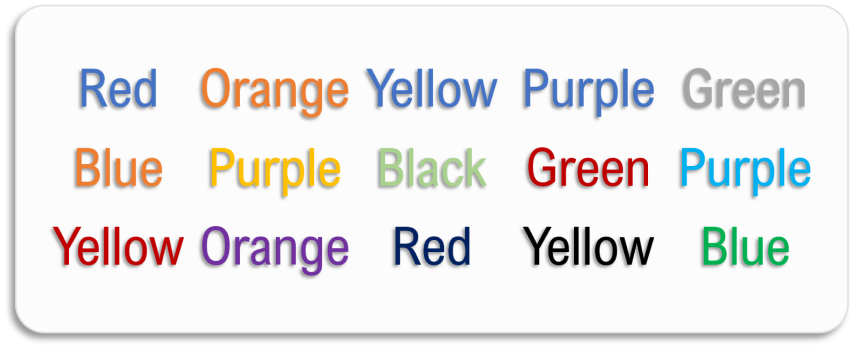 Red Orange Yellow Purple Green
Blue Purple Black Green Purple
Yellow Orange Red Yellow Blue